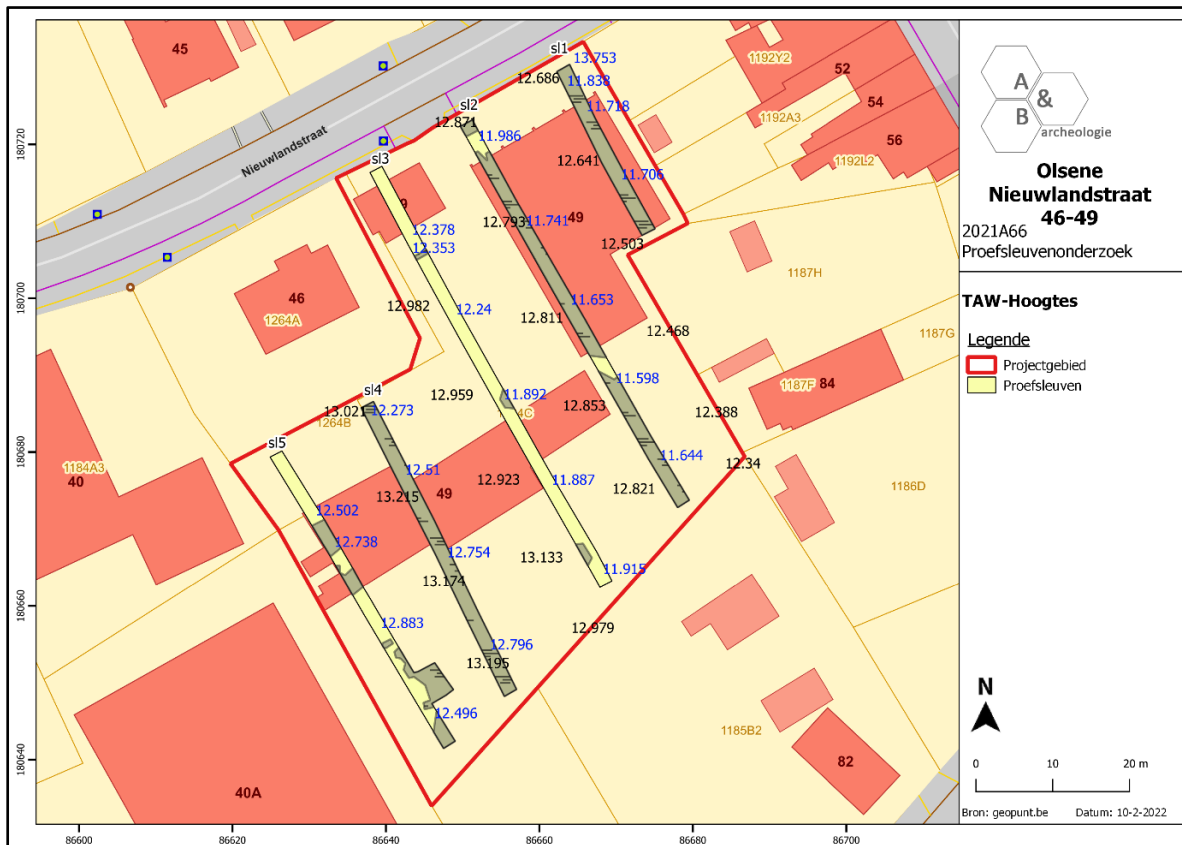 45
sl1
13.753
12.686
11.838
11.718
1192Y2
52
54
1192A3
56
1192L2
Nieuwlandstraat
sl2
12.871
11.986
12.641
11.706
sl3
12.793
11.741
49
12.378
12.353
12.503
1187H
46
1264A
12.982
12.24
11.653
12.811
12.468
1187G
11.892
11.598
12.959
12.853
1187F
84
sl4
13.021
12.273
1264B
12.388
sl5
1184A3
40
12.51
12.923
11.887
12.821
11.644
12.34
1186D
13.215
49
12.502
12.738
12.754
13.133
11.915
13.174
12.883
12.979
12.796
13.195
12.496
1185B2
82
40A
180720
180700
180680
180660
180640
86600
86620
86640
86660
86680
86700
A
&
B
archeologie
Olsene
Nieuwlandstraat
46-49
2021A66
Proefsleuvenonderzoek
TAW-Hoogtes
Legende
Projectgebied
Proefsleuven
N
0 10 20 m
Bron: geopunt.be Datum: 10-2-2022